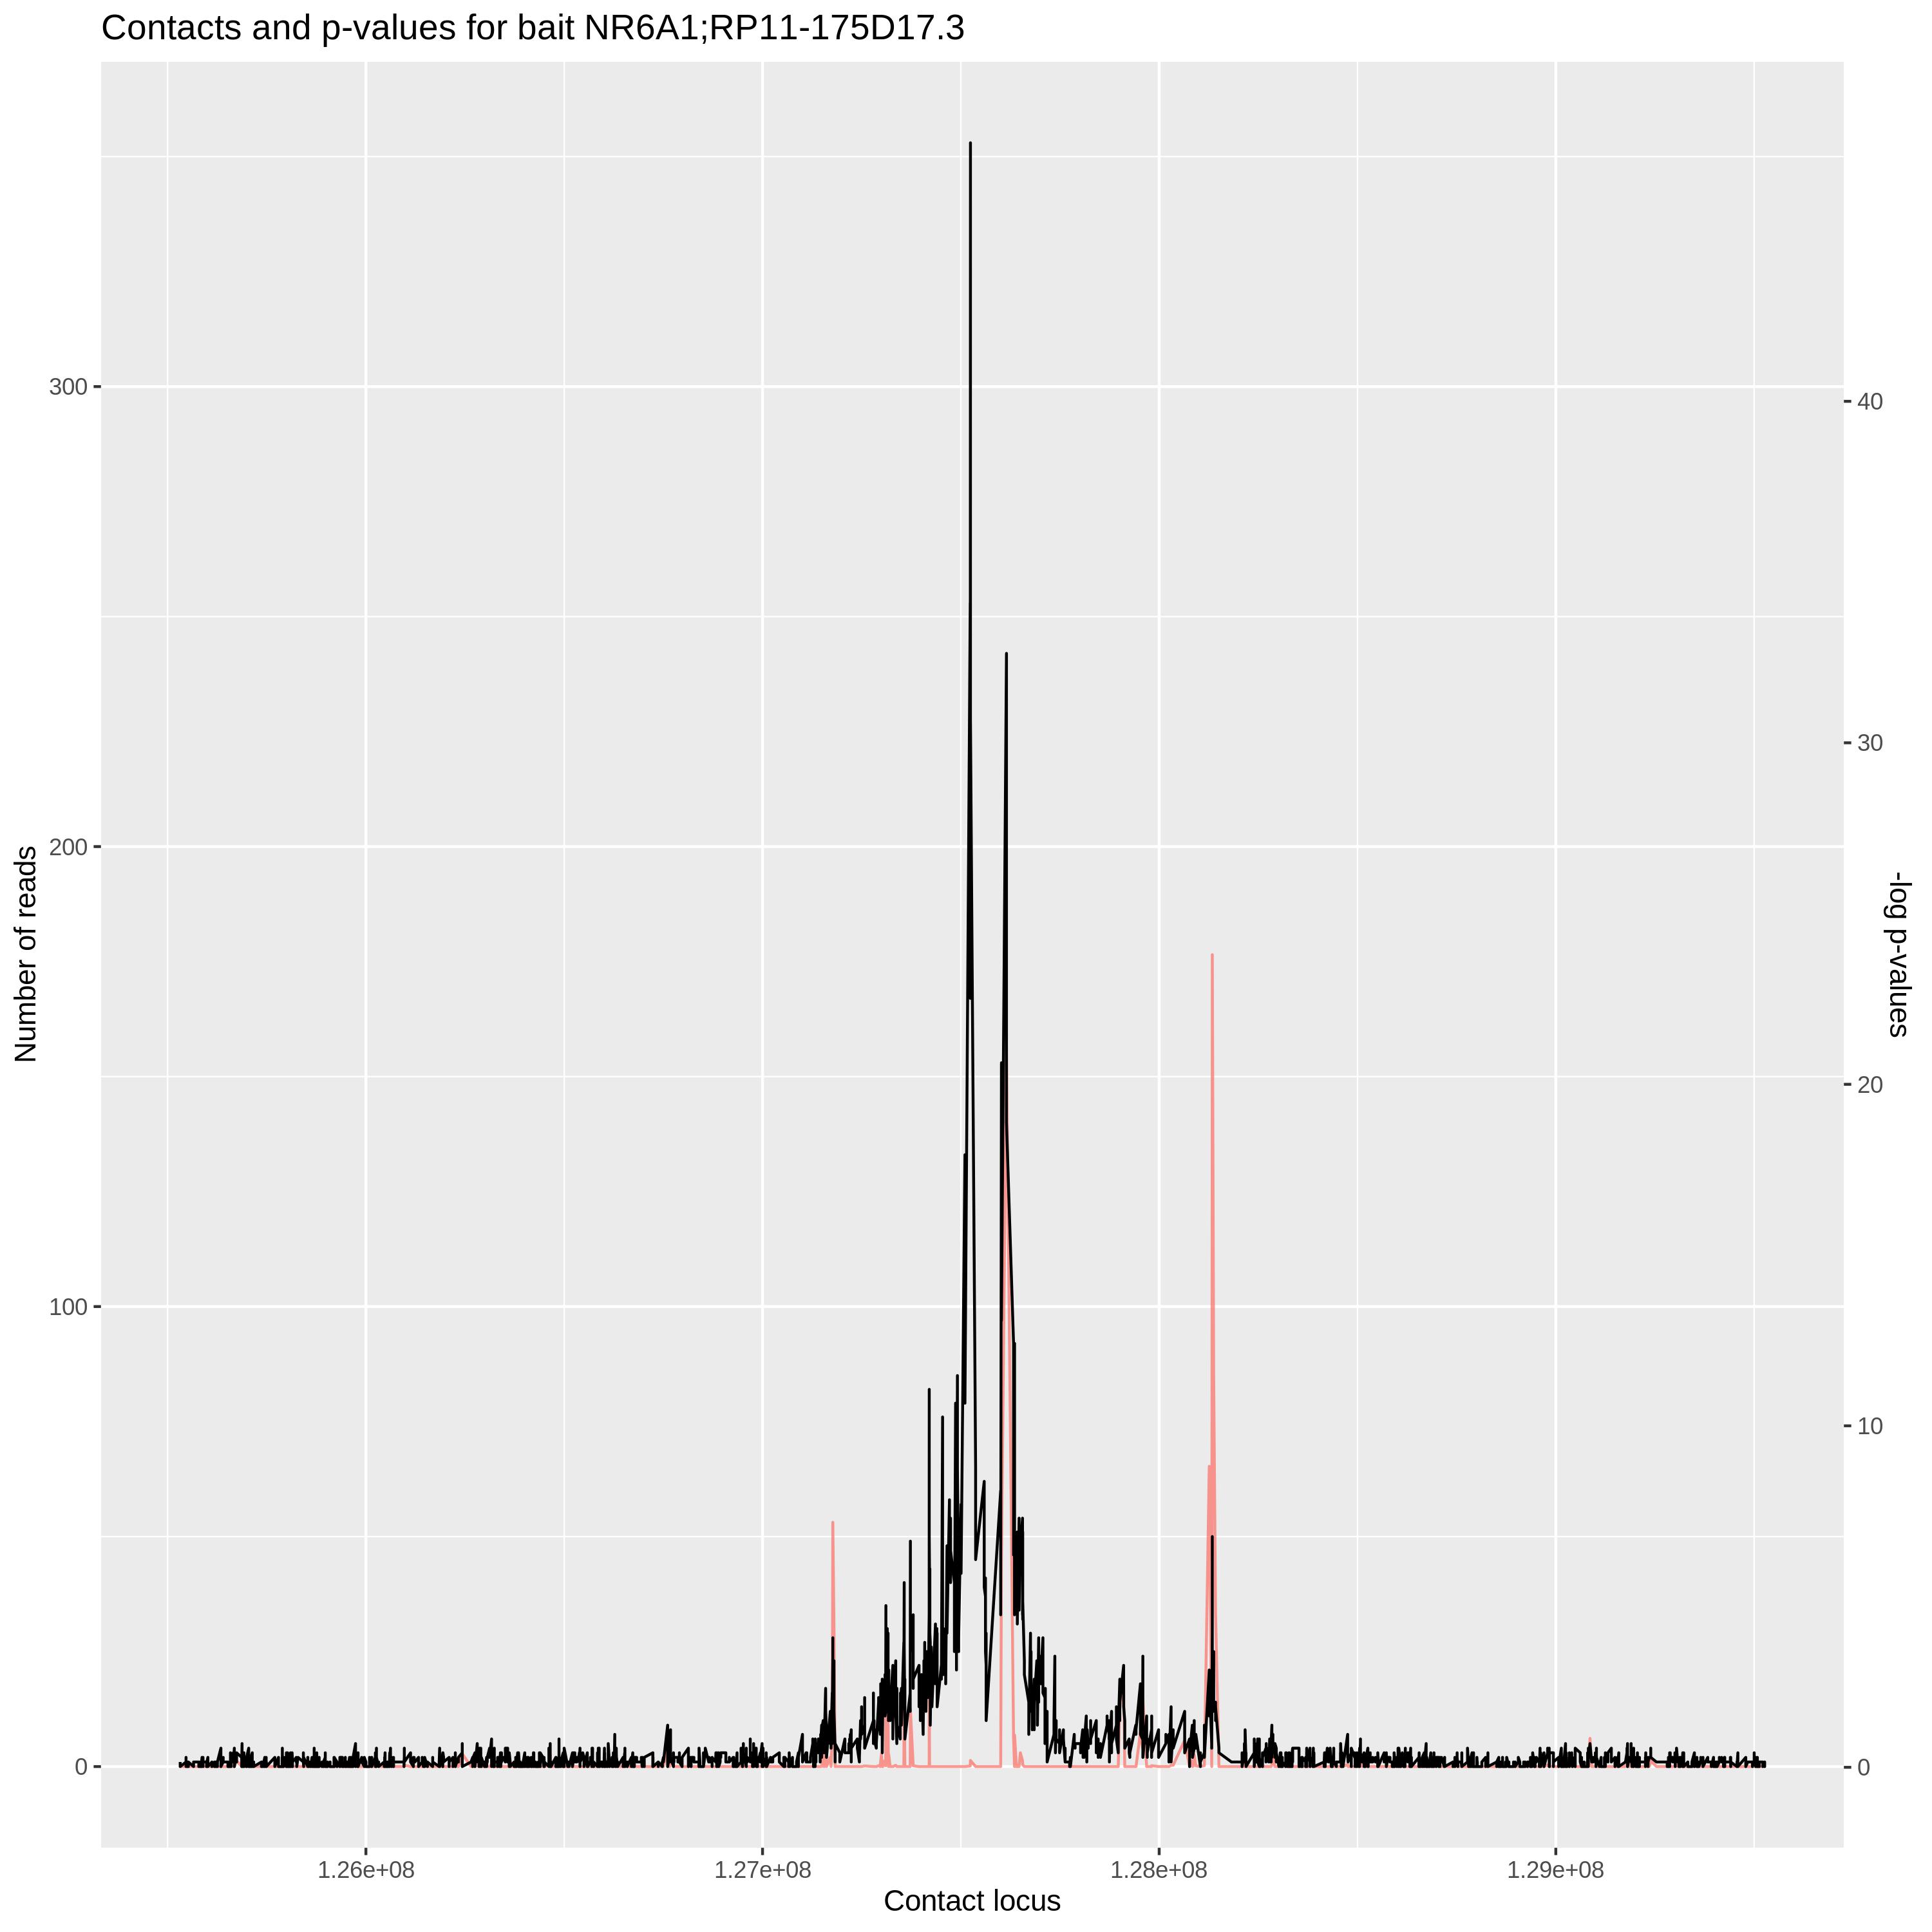 Contacts and p-values for bait NR6A1;RP11-175D17.3
Number of reads
300
200
100
0
-log p-values
40
30
20
10
0
1.26e+08
1.27e+08
1.28e+08
1.29e+08
Contact locus